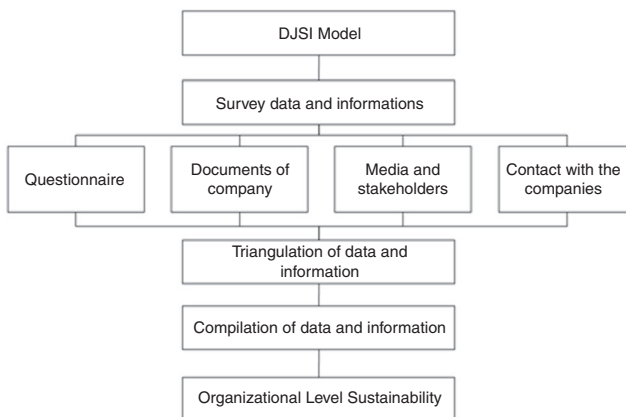 DJSI Model
Survey data and informations
Questionnaire
Documents of
company
Media and
stakeholders
Contact with the
companies
Triangulation of data and
information
Compilation of data and information
Organizational Level Sustainability